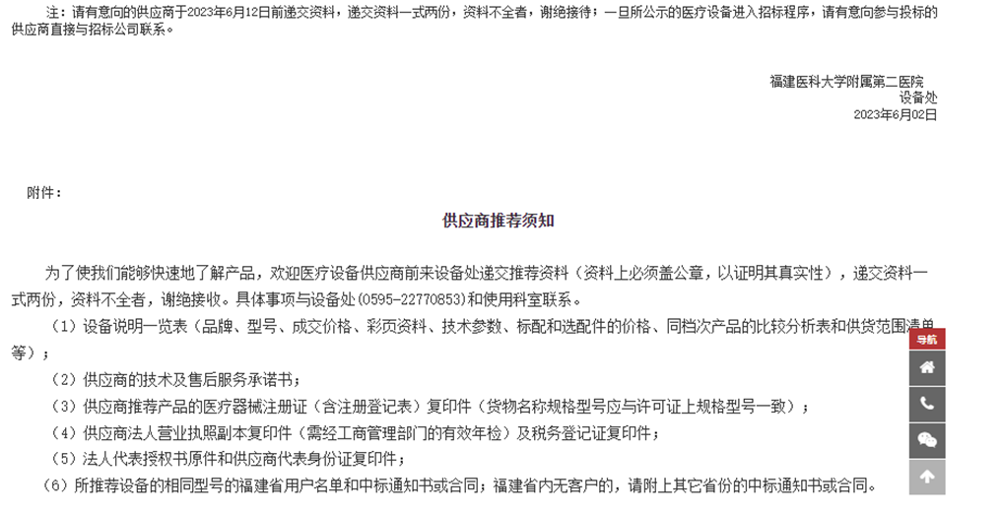 注：请有意向的供应商于2023年6月12日前递交资料，递交资料一式两份，资料不全者，谢绝接待；一旦所公示的医疗设备进入招标程序，请有意向参与投标的
供应商直接与招标公司联系。
福建医科大学附属第二医院
设备处
2023年6月02日
附件：
供应商推荐须知
为了使我们能够快速地了解产品，欢迎医疗设备供应商前来设备处递交推荐资料（资料上必须盖公章，以证明其真实性），递交资料一
式两份，资料不全者，谢绝接收。具体事项与设备处(0595-22770853)和使用科室联系。
（1）设备说明一览表（品牌、型号、成交价格、彩页资料、技术参数、标配和选配件的价格、同档次产品的比较分析表和供货范围清单
等）；
导航
（2）供应商的技术及售后服务承诺书；
（3）供应商推荐产品的医疗器械注册证（含注册登记表）复印件（货物名称规格型号应与许可证上规格型号一致）；
（4）供应商法人营业执照副本复印件（需经工商管理部门的有效年检）及税务登记证复印件；
（5）法人代表授权书原件和供应商代表身份证复印件；
（6）所推荐设备的相同型号的福建省用户名单和中标通知书或合同；福建省内无客户的，请附上其它省份的中标通知书或合同。